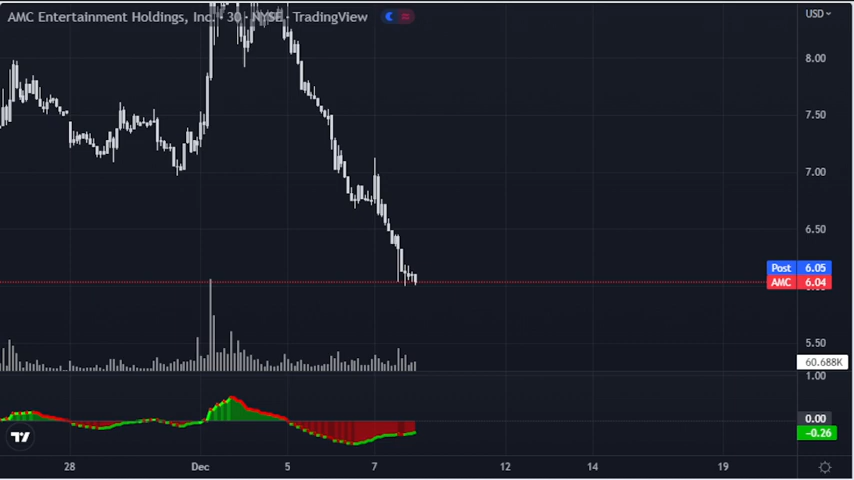 AMC Entertainment Holdings, Inc. · 30 · NYSE · TradingView
USD
8.00
7.50
7.00
6.50
Post 6.05
AMC 6.04
5.50
60.688K
1.00
0.00
-0.26
28 Dec 5 7 12 14 19